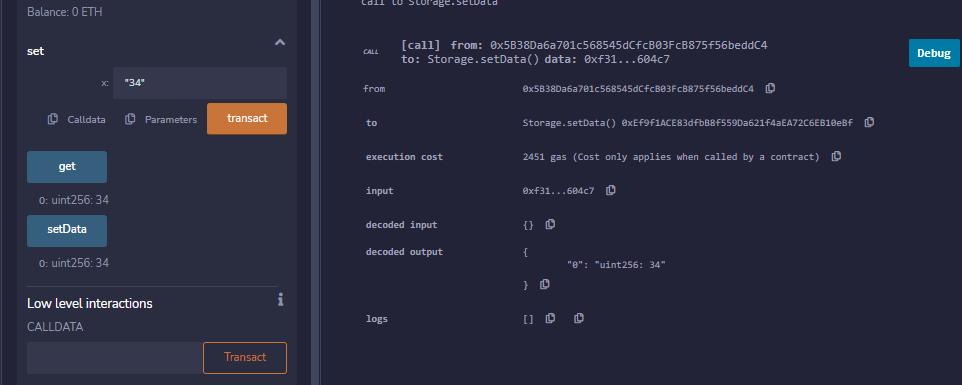 Balance: 0 ETH
set
x: "34"
Calldata Parameters transact
get
0: uint256: 34
setData
0: uint256: 34
Low level interactions
CALLDATA
Transact
call to Storage.setData
CALL [call] from: 0x5B38Da6a701c568545dCfcB03FcB875f56beddC4
to: Storage.setData() data: 0xf31...604c7
Debug
from 0x5B38Da6a701c568545dCfcB03FcB875f56beddC4
to Storage.setData() 0xEf9f1ACE83dfbB8f559Da621f4aEA72C6EB10eBf
execution cost 2451 gas (Cost only applies when called by a contract)
input 0xf31...604c7
decoded input {}
decoded output {
"0": "uint256: 34"
}
logs []